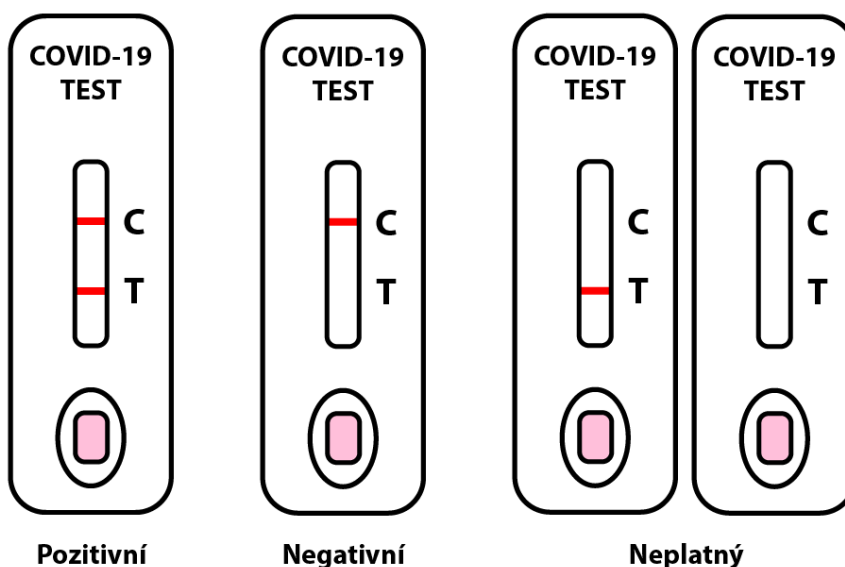 COVID-19
TEST
C
T
Pozitivní
COVID-19
TEST
C
T
Negativní
COVID-19
TEST
C
T
COVID-19
TEST
C
T
Neplatný